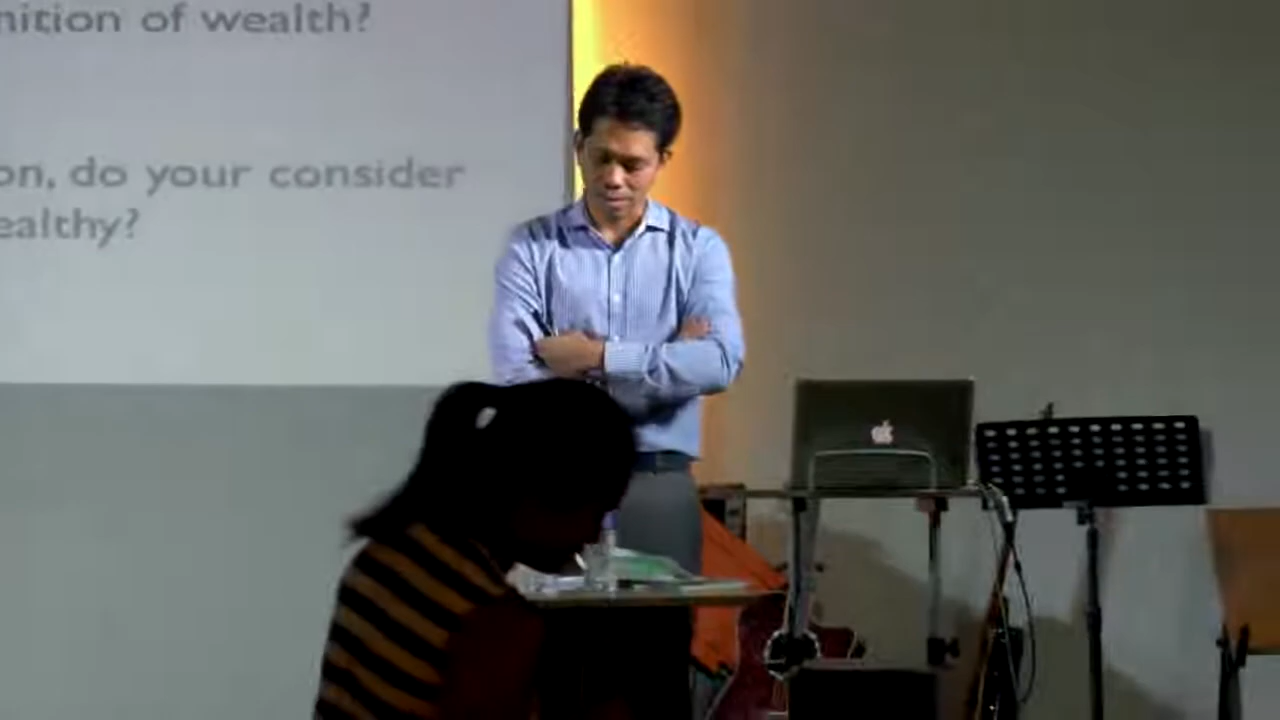 nition of wealth?
on, do your consider
ealthy?